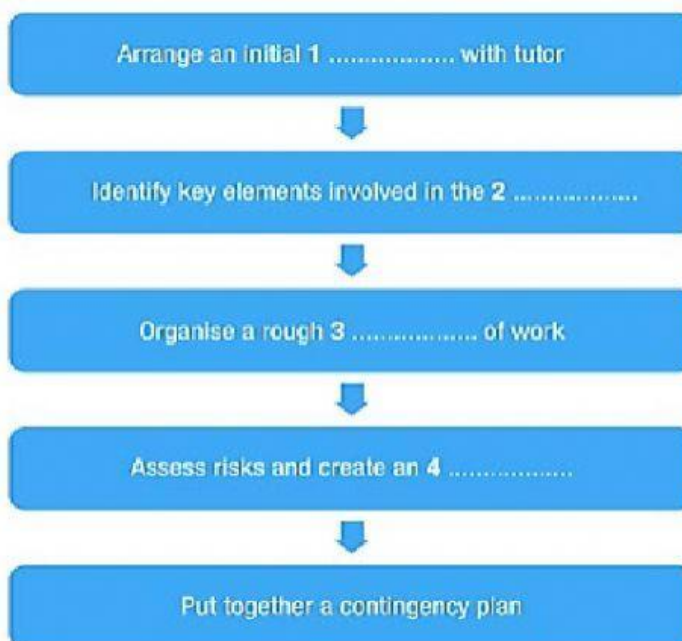 Arrange an initial 1 .................. with tutor
Identify key elements involved in the 2 ..................
Organise a rough 3 .................. of work
Assess risks and create an 4 ..................
Put together a contingency plan